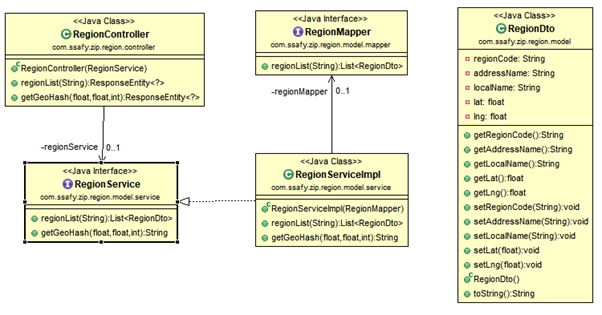 <<Java Class>>
RegionController
com.ssafy.zip.region.controller
RegionController(RegionService)
regionList(String):ResponseEntity<?>
getGeoHash(float,float,int):ResponseEntity<?>
-regionService
0..1
<<Java Interface>>
RegionService
com.ssafy.zip.region.model.service
regionList(String):List<RegionDto>
getGeoHash(float,float,int):String
<<Java Interface>>
RegionMapper
com.ssafy.zip.region.model.mapper
regionList(String):List<RegionDto>
-regionMapper
0..1
<<Java Class>>
RegionServiceImpl
com.ssafy.zip.region.model.service
RegionServiceImpl(RegionMapper)
regionList(String):List<RegionDto>
getGeoHash(float,float,int):String
<<Java Class>>
RegionDto
com.ssafy.zip.region.model
regionCode: String
addressName: String
localName: String
lat: float
lng: float
getRegionCode():String
getAddressName():String
getLocalName():String
getLat():float
getLng():float
setRegionCode(String):void
setAddressName(String):void
setLocalName(String):void
setLat(float):void
setLng(float):void
RegionDto()
toString():String